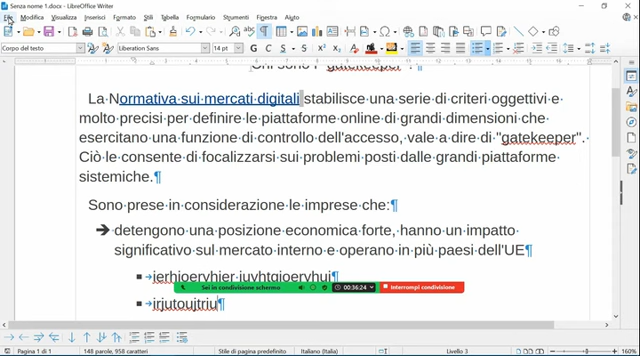 Senza nome 1.docx — LibreOffice Writer
File Modifica Visualizza Inserisci Formato Stili Tabella Formulario Strumenti Finestra Aiuto
Corpo del testo Liberation Sans 14 pt
Chi sono i "gatekeeper"?¶
La Normativa sui mercati digitali stabilisce una serie di criteri oggettivi e
molto precisi per definire le piattaforme online di grandi dimensioni che
esercitano una funzione di controllo dell'accesso, vale a dire di "gatekeeper".
Ciò le consente di focalizzarsi sui problemi posti dalle grandi piattaforme
sistemiche.¶
Sono prese in considerazione le imprese che:¶
detengono una posizione economica forte, hanno un impatto
significativo sul mercato interno e operano in più paesi dell'UE¶
Sei in condivisione schermo 00:36:24 Interrompi condivisione
irjutoujtriu¶
Pagina 1 di 1 148 parole, 958 caratteri Stile di pagina predefinito Italiano (Italia) Livello 3 160%